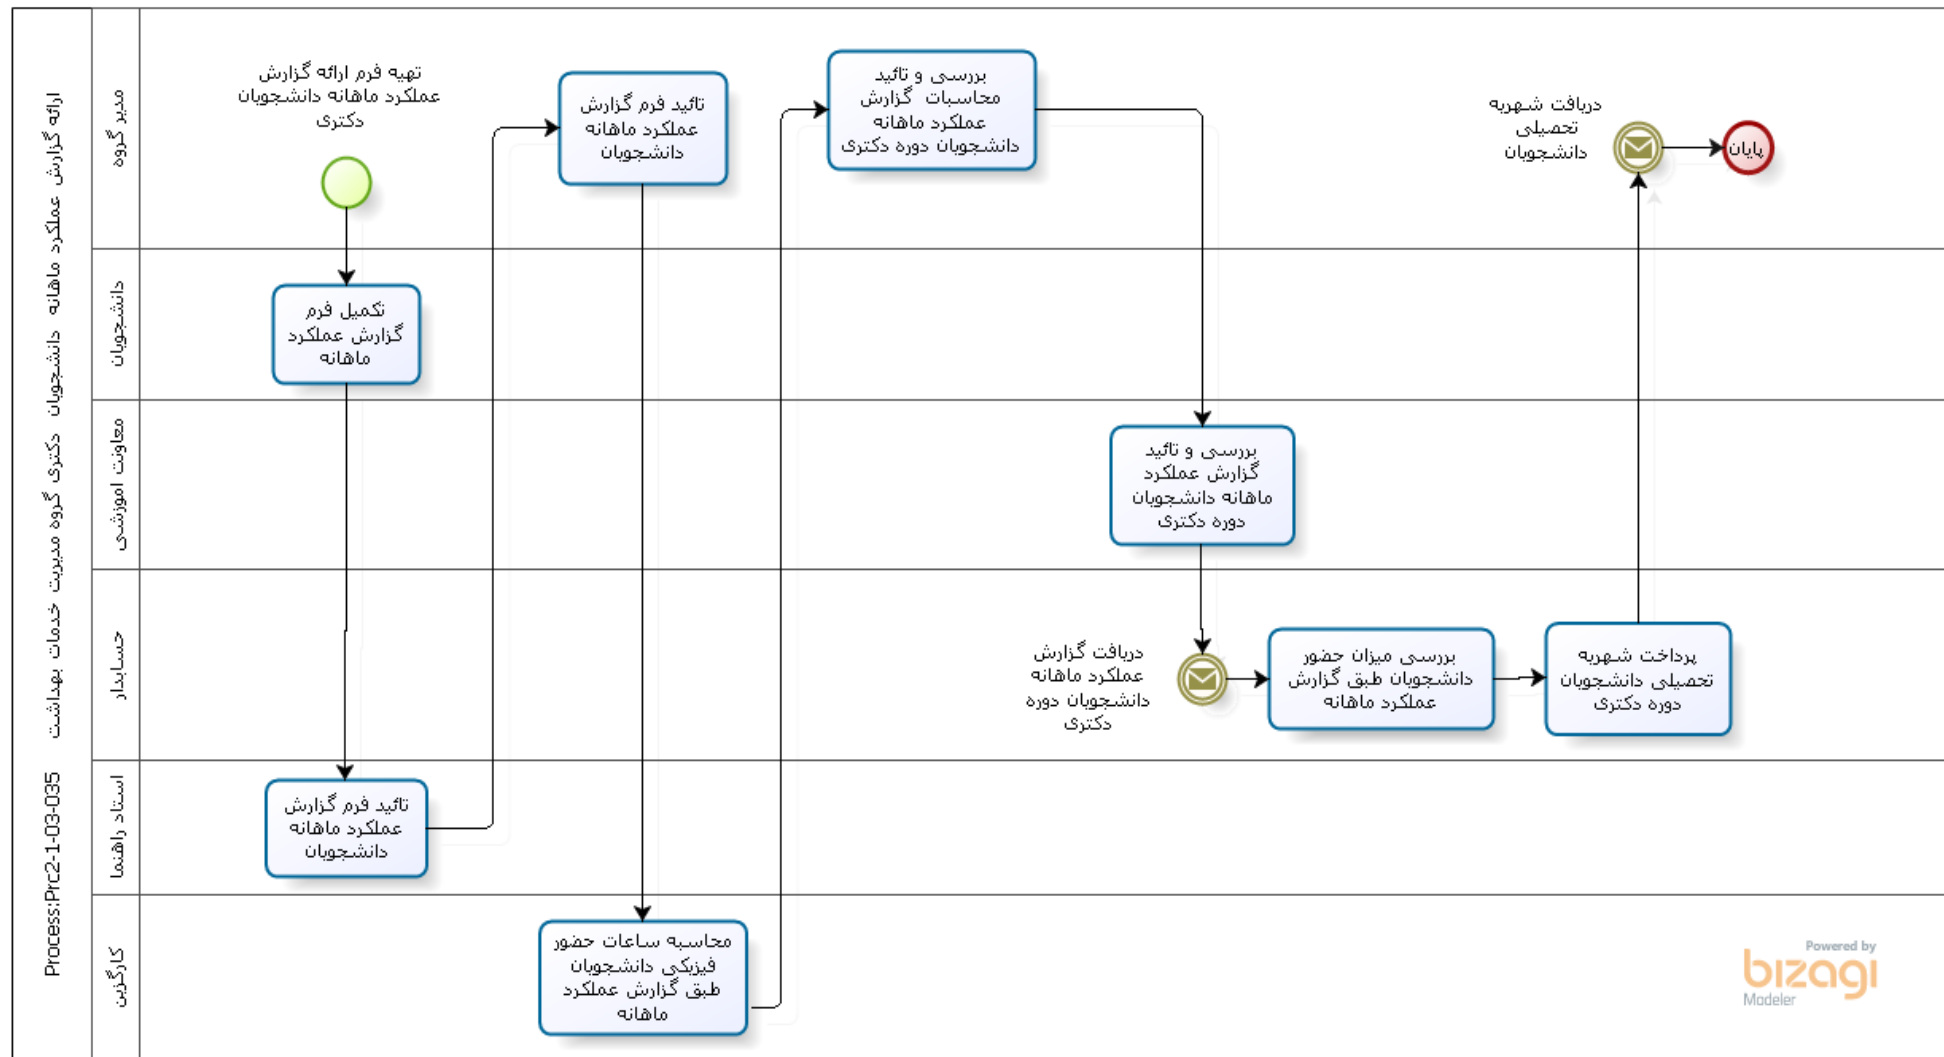 ارائه گزارش عملکرد ماهانه دانشجویان دکتری گروه مدیریت خدمات بهداشت Process:Prc2-1-03-035
مدیر گروه
تهیه فرم ارائه گزارش
عملکرد ماهانه دانشجویان
دکتری
تائید فرم گزارش
عملکرد ماهانه
دانشجویان
بررسی و تائید
محاسبات گزارش
عملکرد ماهانه
دانشجویان دوره دکتری
دریافت شهریه
تحصیلی
دانشجویان
پایان
دانشجویان
تکمیل فرم
گزارش عملکرد
ماهانه
معاونت اموزشی
بررسی و تائید
گزارش عملکرد
ماهانه دانشجویان
دوره دکتری
حسابدار
دریافت گزارش
عملکرد ماهانه
دانشجویان دوره
دکتری
بررسی میزان حضور
دانشجویان طبق گزارش
عملکرد ماهانه
پرداخت شهریه
تحصیلی دانشجویان
دوره دکتری
استاد راهنما
تائید فرم گزارش
عملکرد ماهانه
دانشجویان
کارگزین
محاسبه ساعات حضور
فیزیکی دانشجویان
طبق گزارش عملکرد
ماهانه
Powered by
bizagi
Modeler